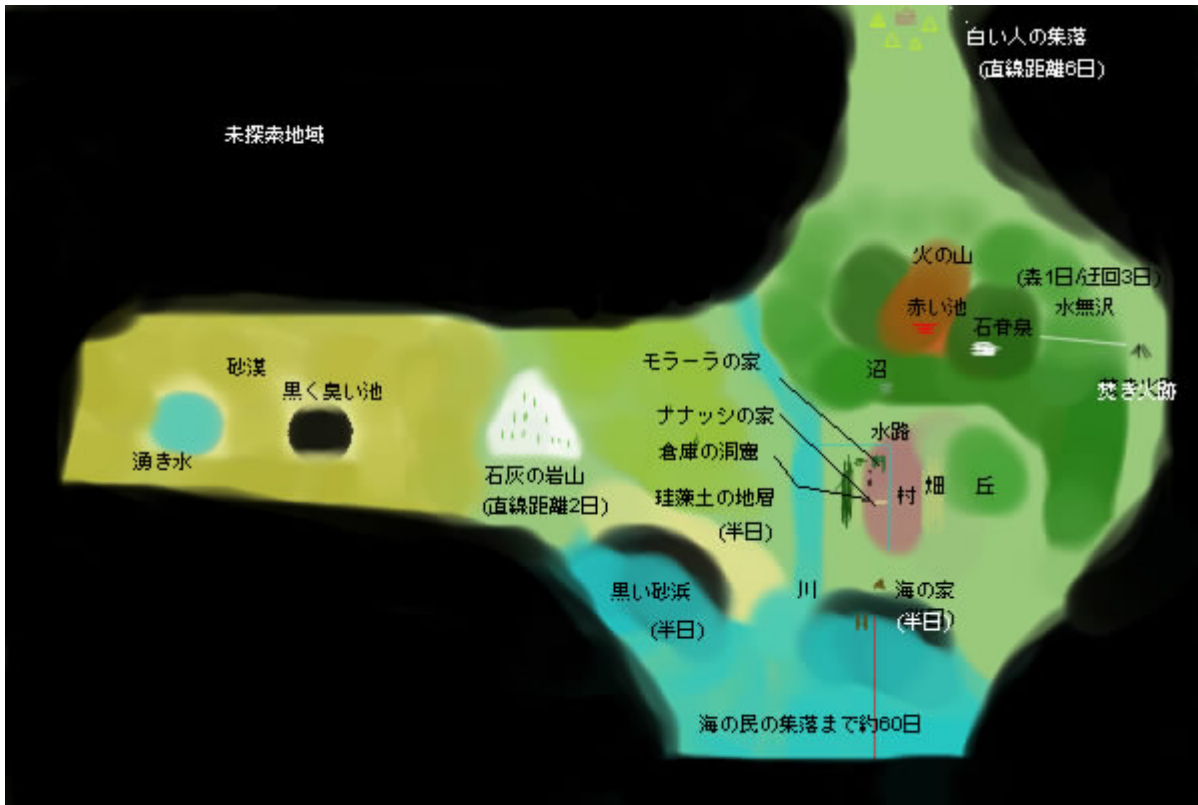 白い人の集落
(直線距離6日)
未探索地域
火の山
(森1日/迂回3日)
赤い池
水無沢
石音泉
モラーラの家
沼
砂漠
黒く臭い池
焚き火跡
ナナッシの家
水路
倉庫の洞窟
湧き水
石灰の岩山
(直線距離2日)
珪藻土の地層
(半日)
村
畑
丘
黒い砂浜
(半日)
川
海の家
(半日)
海の民の集落まで約60日